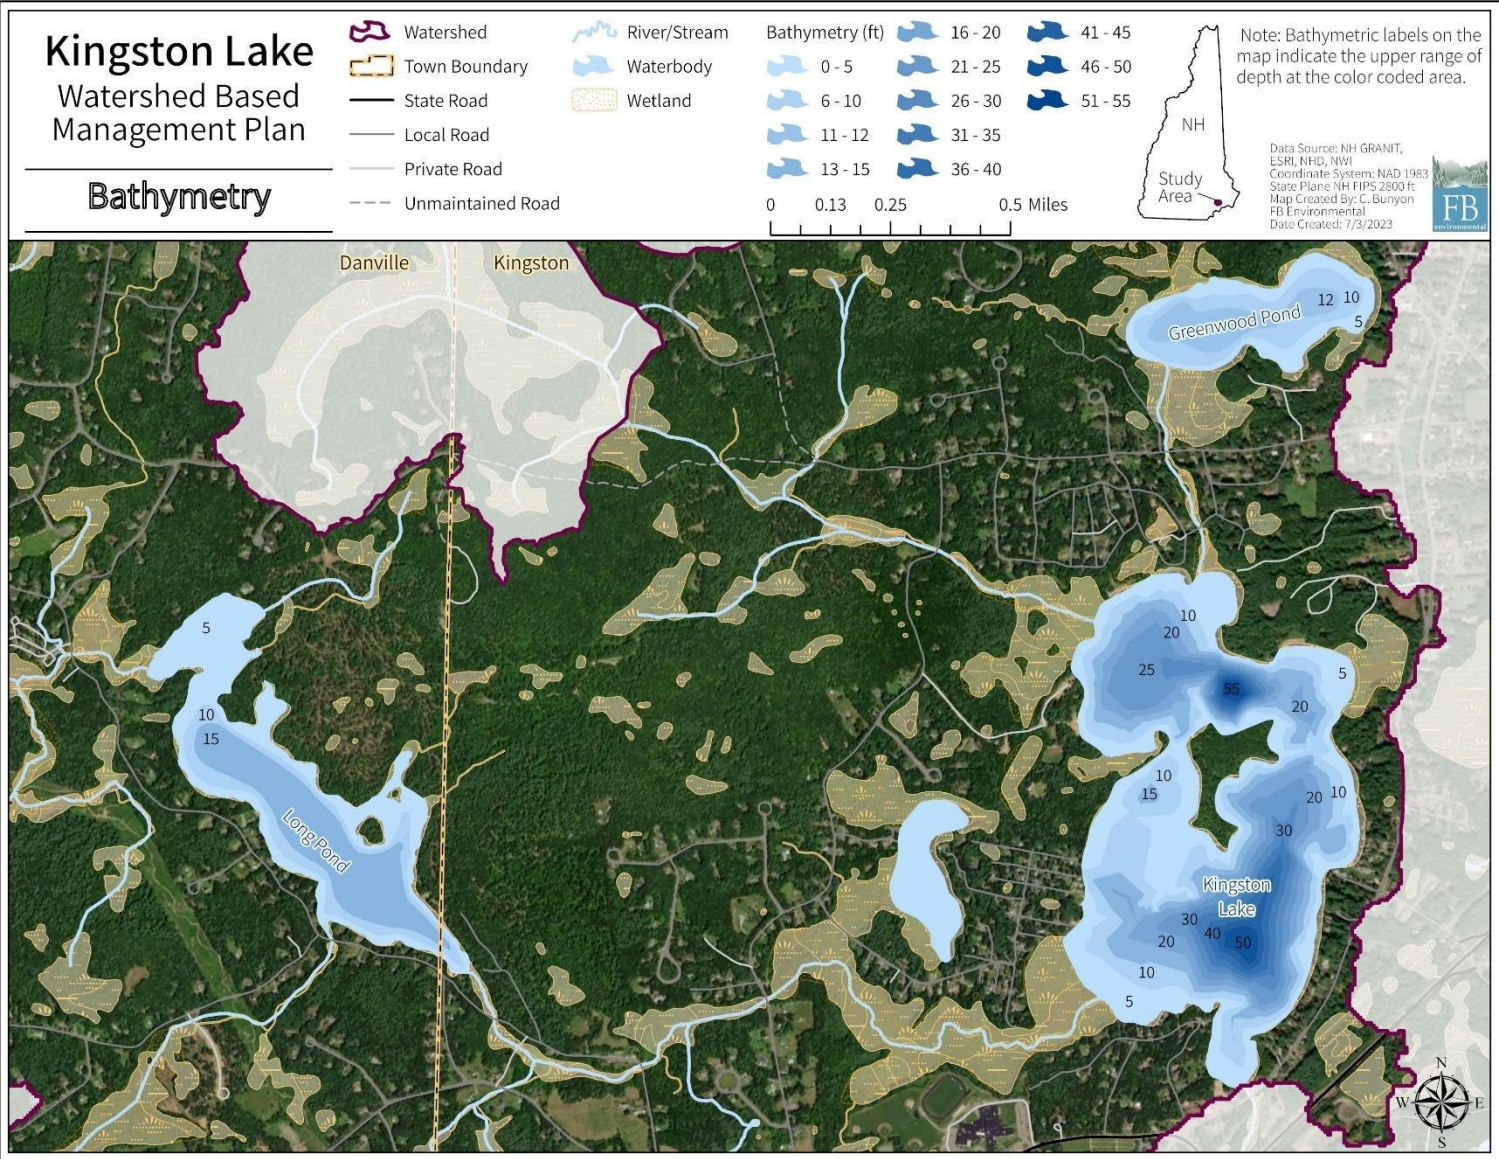 Kingston Lake
Watershed Based
Management Plan
Bathymetry
Watershed
Town Boundary
State Road
Local Road
Private Road
Unmaintained Road
River/Stream
Waterbody
Wetland
Bathymetry (ft)
0 - 5
6 - 10
11 - 12
13 - 15
16 - 20
21 - 25
26 - 30
31 - 35
36 - 40
41 - 45
46 - 50
51 - 55
0 0.13 0.25 0.5 Miles
NH
Study
Area
Note: Bathymetric labels on the
map indicate the upper range of
depth at the color coded area.
Data Source: NH GRANIT,
ESRI, NHD, NWI
Coordinate System: NAD 1983
State Plane NH FIPS 2800 ft
Map Created By: C. Bunyon
FB Environmental
Date Created: 7/3/2023
FB
environmental
Danville Kingston
12 10
Greenwood Pond
5
10
5
20
25
5
55
20
10
15
10
15
20 10
30
Long Pond
Kingston
Lake
30
40
20
50
10
5
N
W E
S